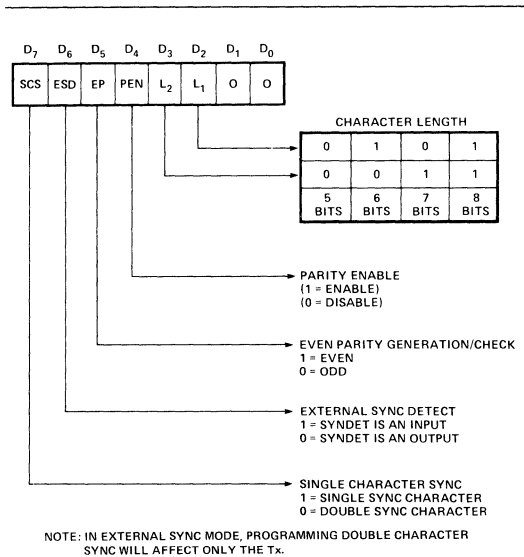 D7 D6 D5 D4 D3 D2 D1 D0
SCS ESD EP PEN L2 L1 0 0
CHARACTER LENGTH
0 1 0 1
0 0 1 1
5 6 7 8
BITS BITS BITS BITS
PARITY ENABLE
(1 = ENABLE)
(0 = DISABLE)
EVEN PARITY GENERATION/CHECK
1 = EVEN
0 = ODD
EXTERNAL SYNC DETECT
1 = SYNDET IS AN INPUT
0 = SYNDET IS AN OUTPUT
SINGLE CHARACTER SYNC
1 = SINGLE SYNC CHARACTER
0 = DOUBLE SYNC CHARACTER
NOTE: IN EXTERNAL SYNC MODE, PROGRAMMING DOUBLE CHARACTER
SYNC WILL AFFECT ONLY THE Tx.